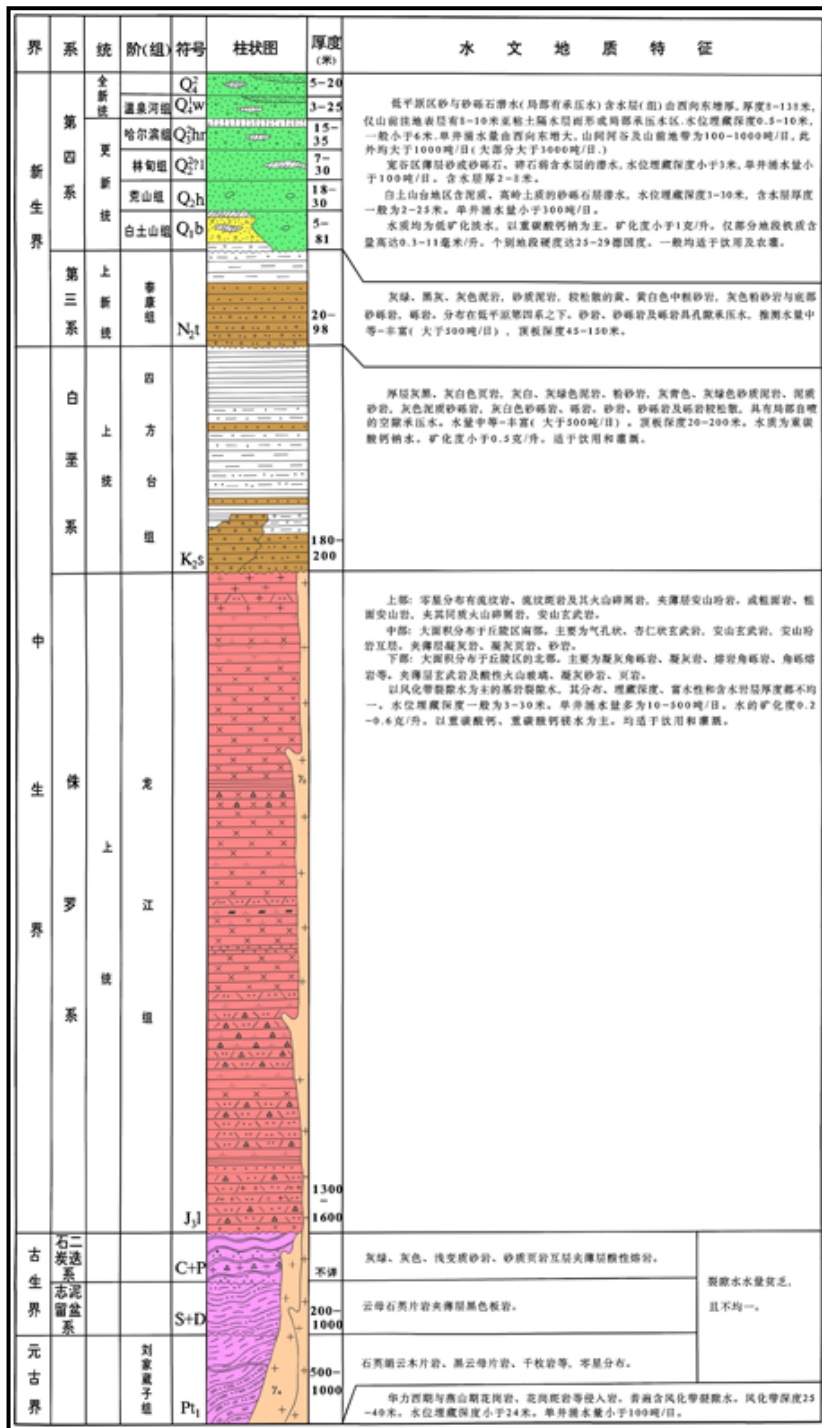 界 系 统 阶(组) 符号 柱状图 厚度(米) 水文地质特征
新生界
第四系
全新统
Q₄² 5-20
温泉河组 Q₄¹w 3-25
更新统
哈尔滨组 Q₃²hr 15-35
林甸组 7-30
荒山组 Q₂h 18-30
白土山组 Q₁b 5-81
低平原区砂与砂砾石潜水(局部有承压水)含水层(组)由西向东增厚,厚度8-138米,
仅山前洼地表层有8-10米亚粘土隔水层而形成局部承压水区.水位埋藏深度0.5-10米,
一般小于6米.单井涌水量由西向东增大,山间河谷及山前地带为100-1000吨/日,此
外均大于1000吨/日(大部分大于3000吨/日.)
宽谷区薄层砂或砂砾石、碎石弱含水层的潜水,水位埋藏深度小于3米,单井涌水量小
于100吨/日。含水层厚2-8米。
白土山台地区含泥质、高岭土质的砂砾石层潜水,水位埋藏深度3-30米,含水层厚度
一般为2-25米。单井涌水量小于300吨/日。
水质均为低矿化淡水,以重碳酸钙钠为主。矿化度小于1克/升。仅部分地段铁质含
量高达0.3-11毫米/升。个别地段硬度达25-29德国度。一般均适于饮用及农灌。
第三系
上新统
泰康组
N₂t 20-98
灰绿、黑灰、灰色泥岩,砂质泥岩,较松散的黄、黄白色中粗砂岩,灰色粉砂岩与底部
砂砾岩,砾岩、分布在低平原第四系之下。砂岩、砂砾岩及砾岩具孔隙承压水,推测水量中
等-丰富(大于500吨/日),顶板深度45-150米。
中生界
白垩系
上统
四方台组
K₂s 180-200
厚层灰黑、灰白色页岩,灰白、灰绿色泥岩、粉砂岩,灰青色、灰绿色砂质泥岩、泥质
砂岩,灰色泥质砂砾岩,灰白色砂砾岩、砾岩。砂岩、砂砾岩及砾岩较松散,具有局部自喷
的空隙承压水。水量中等-丰富(大于500吨/日)。顶板深度20-200米。水质为重碳
酸钙钠水。矿化度小于0.5克/升。适于饮用和灌溉。
侏罗系
上统
龙江组
J₃l 1300-1600
γ₅
上部:零星分布有流纹岩、流纹斑岩及其火山碎屑岩,夹薄层安山玢岩。或粗面岩、粗
面安山岩,夹其同质火山碎屑岩,安山玄武岩。
中部:大面积分布于丘陵区南部。主要为气孔状、杏仁状玄武岩,安山玄武岩,安山玢
岩互层。夹薄层凝灰岩、凝灰页岩、砂岩。
下部:大面积分布于丘陵区的北部。主要为凝灰角砾岩、凝灰岩、熔岩角砾岩、角砾熔
岩等。夹薄层玄武岩及酸性火山玻璃、凝灰砂岩、页岩。
以风化带裂隙水为主的基岩裂隙水。其分布、埋藏深度、富水性和含水岩层厚度都不均
一。水位埋藏深度一般为3-30米。单井涌水量多为10-500吨/日。水的矿化度0.2
-0.6克/升。以重碳酸钙、重碳酸钙镁水为主。均适于饮用和灌溉。
古生界
石炭二迭系
C+P 不详
灰绿、灰色、浅变质砂岩、砂质页岩互层夹薄层酸性熔岩。
志留泥盆系
S+D 200-1000
云母石英片岩夹薄层黑色板岩。
裂隙水水量贫乏,
且不均一。
元古界
刘家崴子组
Pt₁ 500-1000
γ₄
石英绢云木片岩、黑云母片岩、千枚岩等,零星分布。
华力西期与燕山期花岗岩、花岗斑岩等侵入岩,普遍含风化带裂隙水。风化带深度25
-40米。水位埋藏深度小于24米。单井涌水量小于100吨/日。